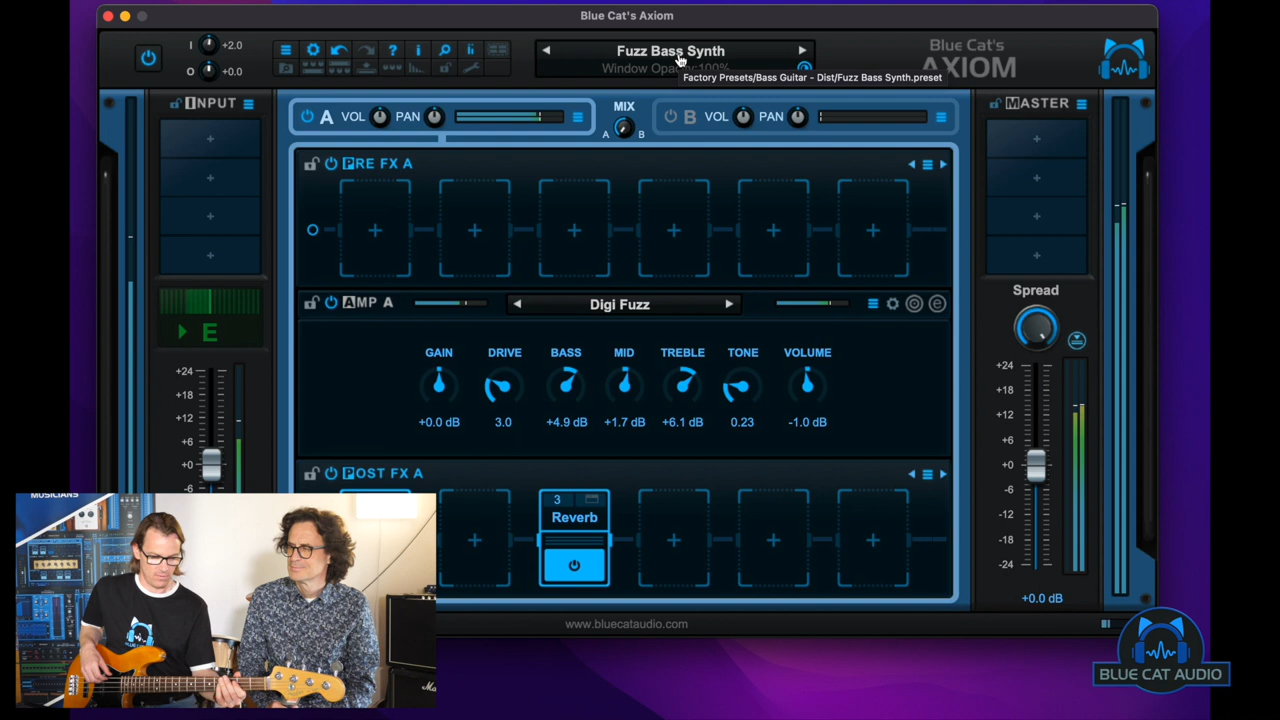 Blue Cat's Axiom
I +2.0
O +0.0
Fuzz Bass Synth
Window Opacity:100%
Factory Presets/Bass Guitar - Dist/Fuzz Bass Synth.preset
Blue Cat's
AXIOM
INPUT
A VOL PAN
MIX
A B
B VOL PAN
MASTER
PRE FX A
AMP A
Digi Fuzz
E
GAIN DRIVE BASS MID TREBLE TONE VOLUME
+0.0 dB 3.0 +4.9 dB +1.7 dB +6.1 dB 0.23 -1.0 dB
Spread
+24
+18
+12
+6
+0
-6
+24
+18
+12
+6
+0
-6
-12
-18
-24
+0.0 dB
POST FX A
3
Reverb
www.bluecataudio.com
MUSICIANS
BLUE CAT AUDIO